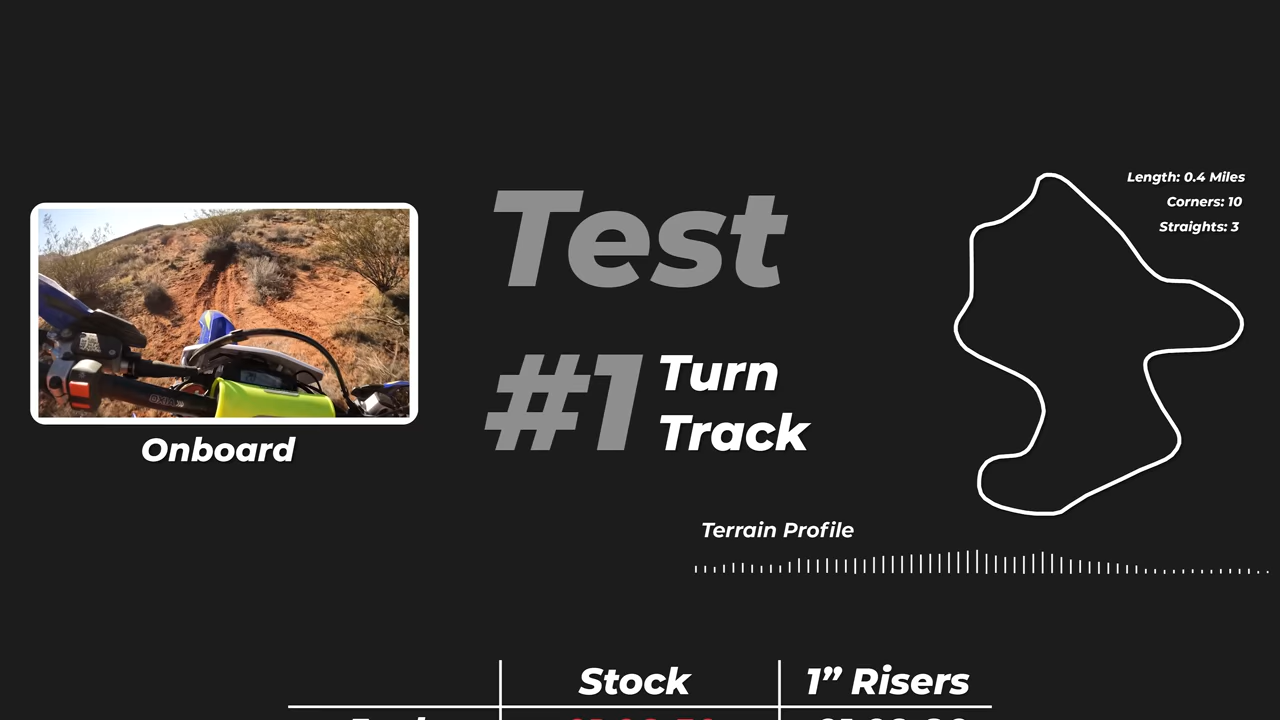 Length: 0.4 Miles
Corners: 10
Straights: 3
Test
#1 Turn
Track
Onboard
Terrain Profile
Stock
1” Risers